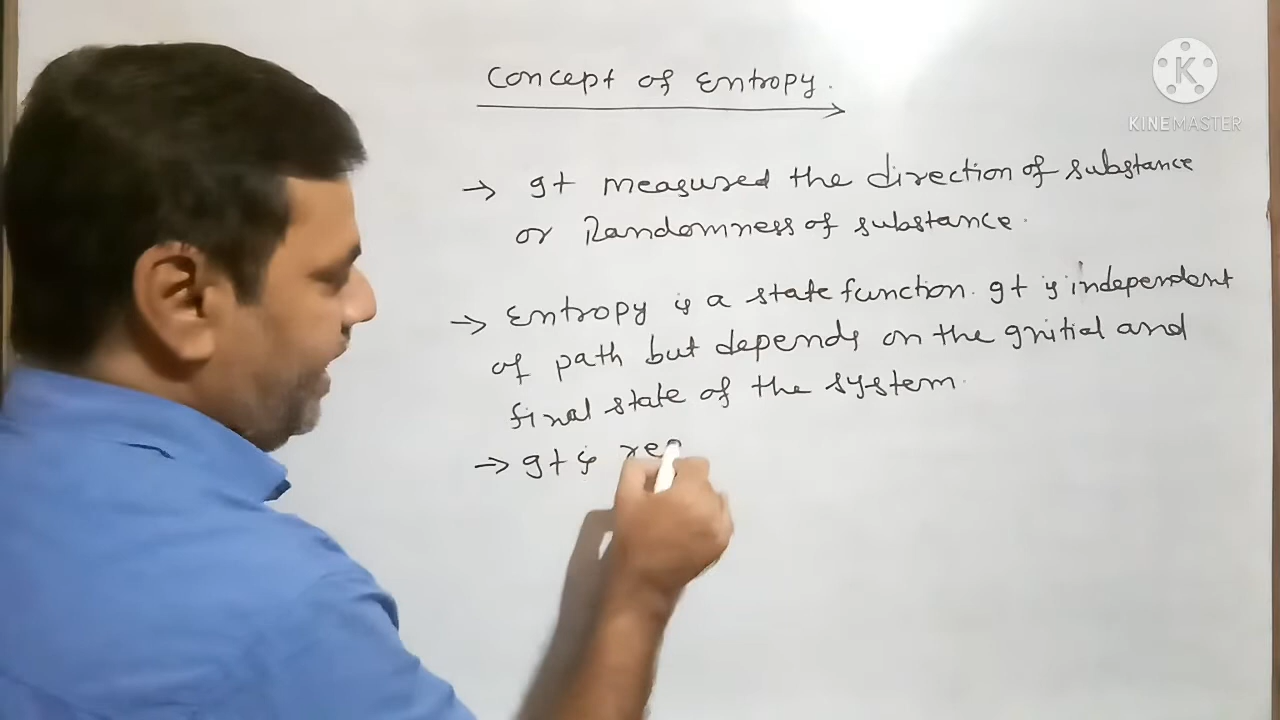 Concept of Entropy.
K
KINEMASTER
→ It measured the direction of substance
or Randomness of substance.
→ Entropy is a state function. It is independent
of path but depends on the Initial and
final state of the system.
→ It is rep